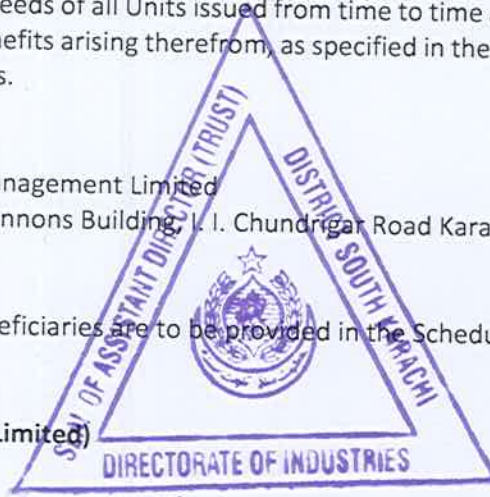 eeds of all Units issued from time to time
nefits arising therefrom, as specified in the
s.
nagement Limited
nnons Building, I. I. Chundrigar Road Kara
eficiaries are to be provided in the Schedu
Limited)
OF ASSISTANT DIRECTOR (TRUST)
DISTRICT SOUTH KARACHI
DIRECTORATE OF INDUSTRIES